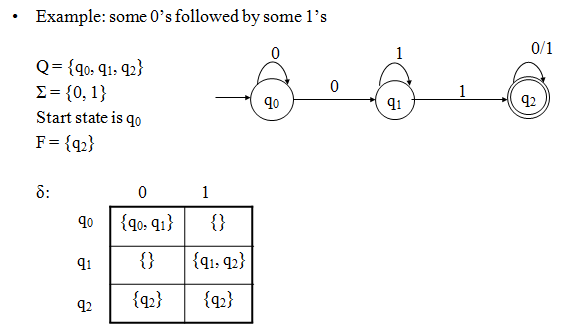 • Example: some 0's followed by some 1's
Q = {q0, q1, q2}
Σ = {0, 1}
Start state is q0
F = {q2}
0 1 0/1
0 1
q0 q1 q2
δ: 0 1
q0 {q0, q1} {}
q1 {} {q1, q2}
q2 {q2} {q2}